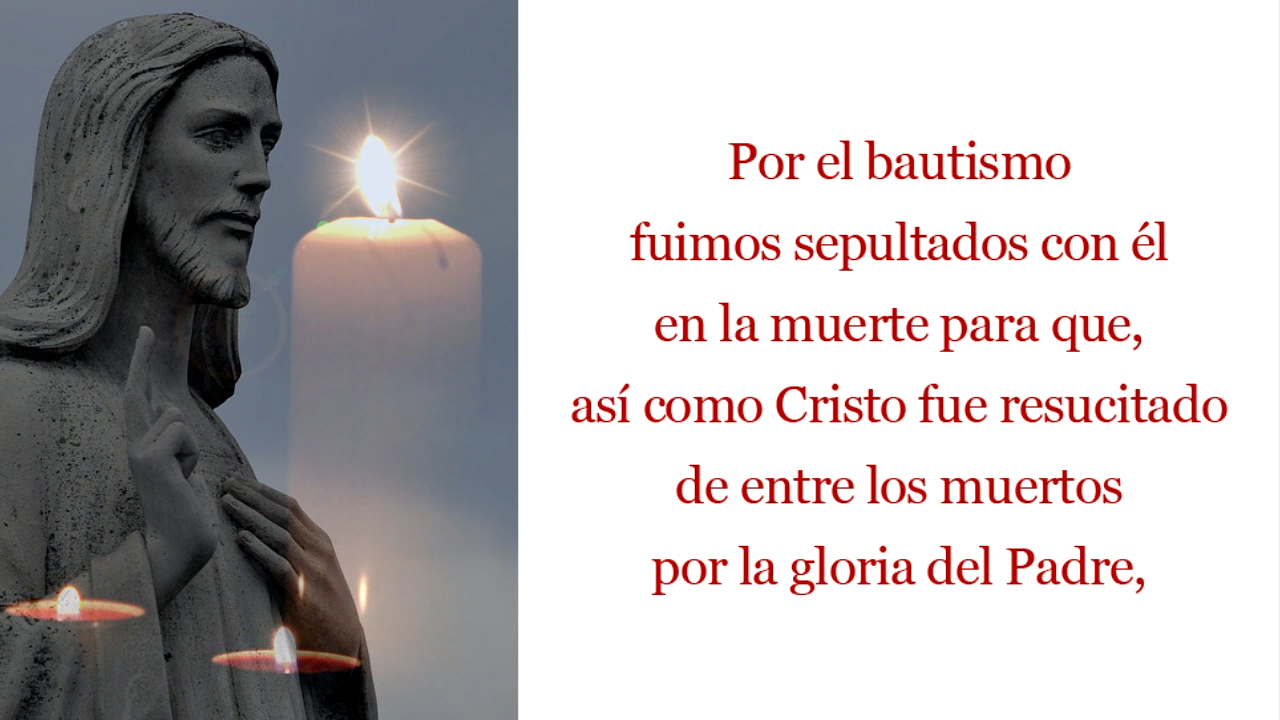 Por el bautismo
fuimos sepultados con él
en la muerte para que,
así como Cristo fue resucitado
de entre los muertos
por la gloria del Padre,